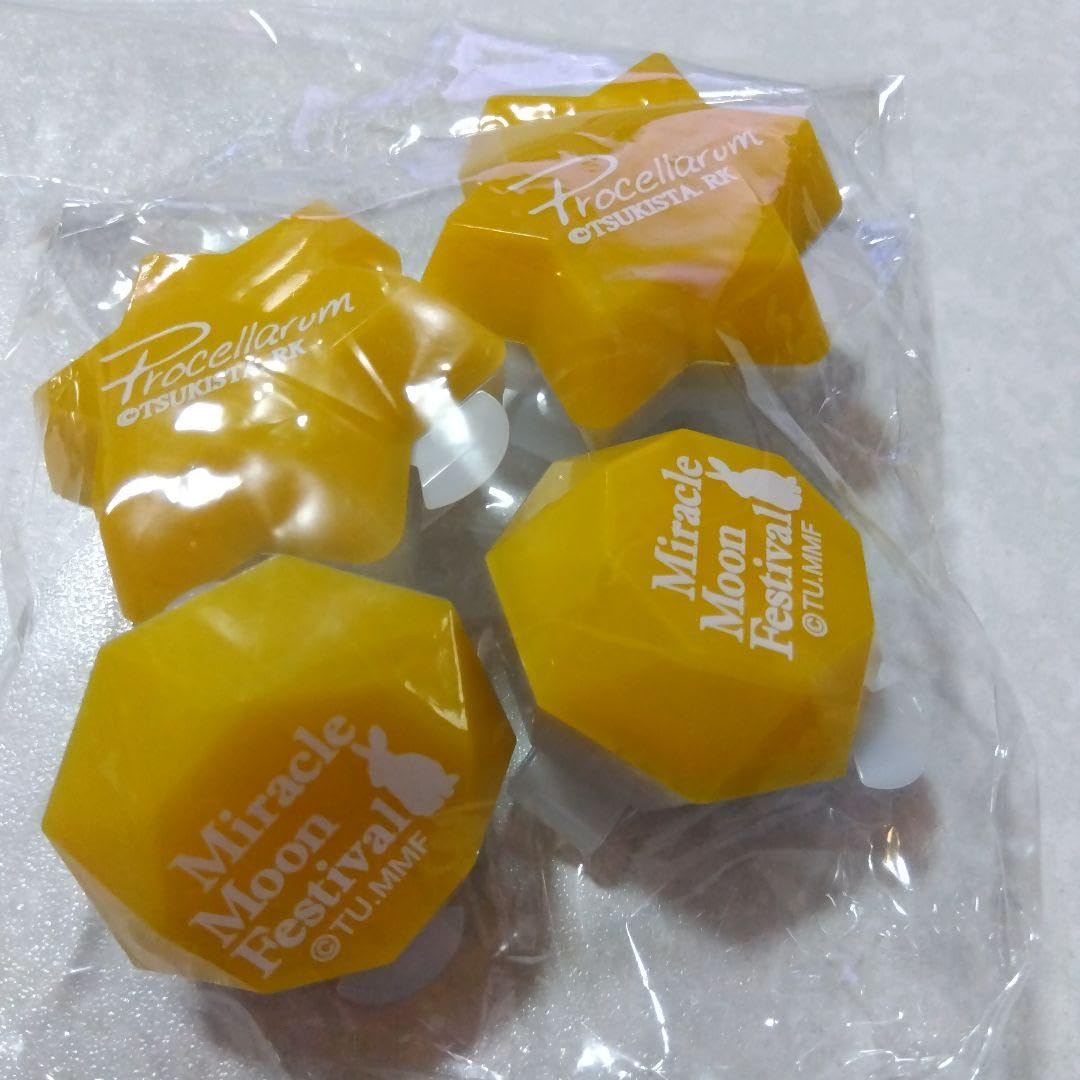 Procellarum
©TSUKISTA. RK
Procellarum
©TSUKISTA. RK
Miracle
Moon
Festival
©TU.MMF
Miracle
Moon
Festival
©TU.MMF